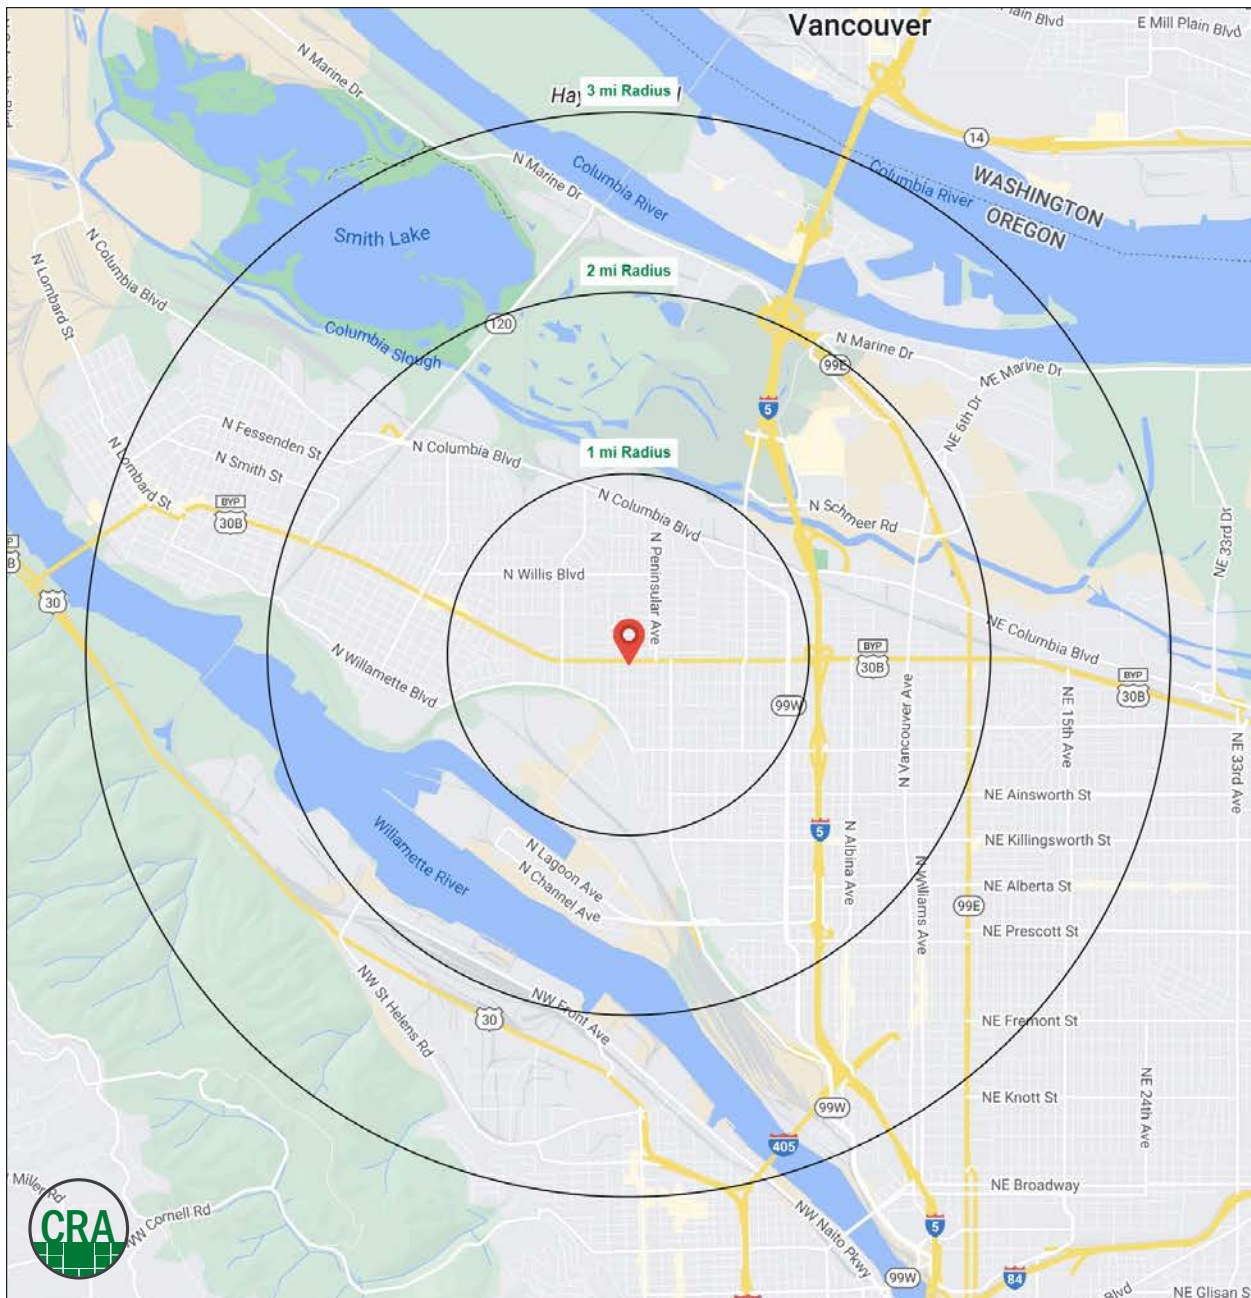 Vancouver
Plain Blvd
E Mill Plain Blvd
N Marine Dr
3 mi Radius
14
N Marine Dr
Columbia River
Columbia River
WASHINGTON
OREGON
Smith Lake
N Columbia Blvd
N Lombard St
2 mi Radius
120
Columbia Slough
N Marine Dr
99E
NE Marine Dr
5
NE 6th Dr
N Fessenden St
N Columbia Blvd
1 mi Radius
N Lombard St
N Smith St
N Columbia Blvd
N Schmeer Rd
BYP
30B
NE 33rd Dr
N Peninsular Ave
N Willis Blvd
30
NE Columbia Blvd
BYP
30B
N Willamette Blvd
99W
N Vancouver Ave
NE 15th Ave
BYP
30B
NE 33rd Ave
NE Ainsworth St
5
N Albina Ave
NE Killingsworth St
Willamette River
N Lagoon Ave
N Channel Ave
N Williams Ave
NE Alberta St
99E
NE Prescott St
NW St Helens Rd
NW Front Ave
30
NE Fremont St
NE Knott St
NE 24th Ave
99W
405
Miller Rd
NW Cornell Rd
CRA
NE Broadway
NW Naito Pkwy
5
99W
84
Blvd
NE Glisan S